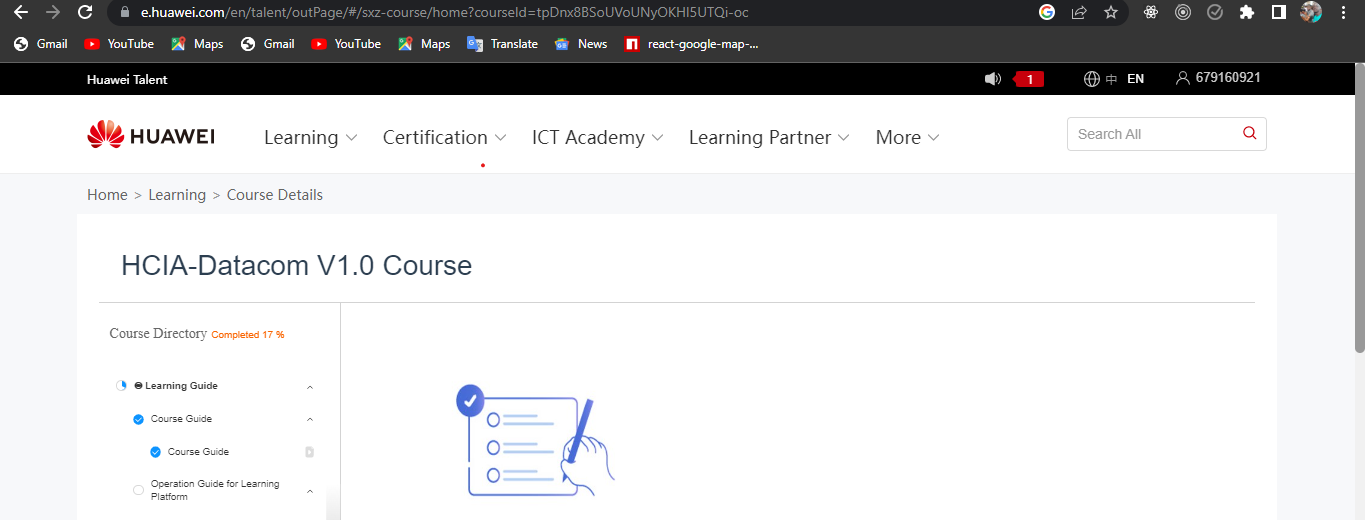 e.huawei.com/en/talent/outPage/#/sxz-course/home?courseId=tpDnx8BSoUVoUNyOKHI5UTQi-oc
Gmail YouTube Maps Gmail YouTube Maps Translate News react-google-map-...
Huawei Talent 1 中 EN 679160921
HUAWEI Learning Certification ICT Academy Learning Partner More Search All
Home > Learning > Course Details
HCIA-Datacom V1.0 Course
Course Directory Completed 17 %
Learning Guide
Course Guide
Course Guide
Operation Guide for Learning
Platform